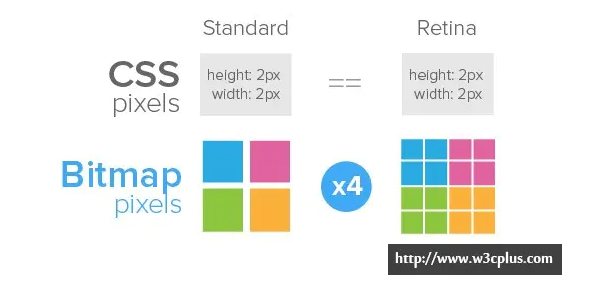 Standard
Retina
CSS
pixels
height: 2px
width: 2px
==
height: 2px
width: 2px
Bitmap
pixels
x4
http://www.w3cplus.com